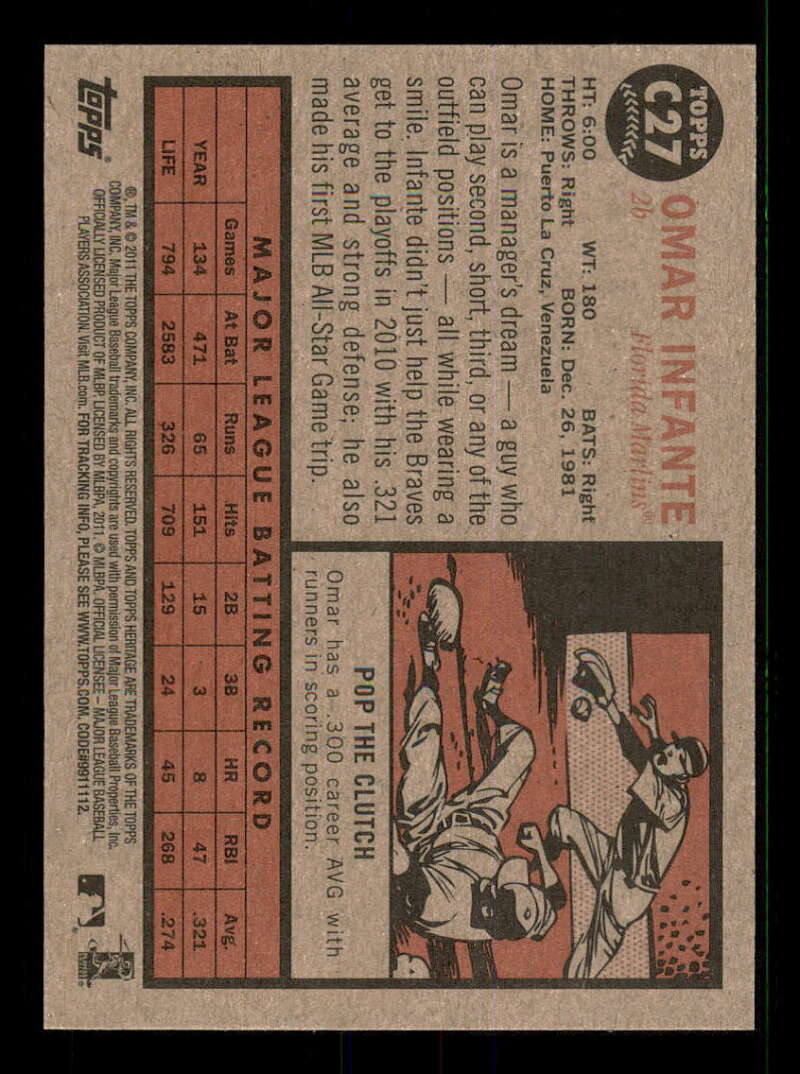 TOPPS
C27
OMAR INFANTE
2b Florida Marlins®
HT: 6:00 WT: 180 BATS: Right
THROWS: Right BORN: Dec. 26, 1981
HOME: Puerto La Cruz, Venezuela
Omar is a manager's dream — a guy who
can play second, short, third, or any of the
outfield positions — all while wearing a
smile. Infante didn't just help the Braves
get to the playoffs in 2010 with his .321
average and strong defense; he also
made his first MLB All-Star Game trip.
POP THE CLUTCH
Omar has a .300 career AVG with
runners in scoring position.
MAJOR LEAGUE BATTING RECORD
Games At Bat Runs Hits 2B 3B HR RBI Avg.
YEAR 134 471 65 151 15 3 8 47 .321
LIFE 794 2583 326 709 129 24 45 268 .274
topps®
®, TM & © 2011 THE TOPPS COMPANY, INC. ALL RIGHTS RESERVED. TOPPS AND TOPPS HERITAGE ARE TRADEMARKS OF THE TOPPS
COMPANY, INC. Major League Baseball trademarks and copyrights are used with permission of Major League Baseball Properties, Inc.
OFFICIALLY LICENSED PRODUCT OF MLBP. LICENSED BY MLBPA, 2011. © MLBPA. OFFICIAL LICENSEE – MAJOR LEAGUE BASEBALL
PLAYERS ASSOCIATION. Visit MLB.com. FOR TRACKING INFO, PLEASE SEE WWW.TOPPS.COM. CODE#9911112.